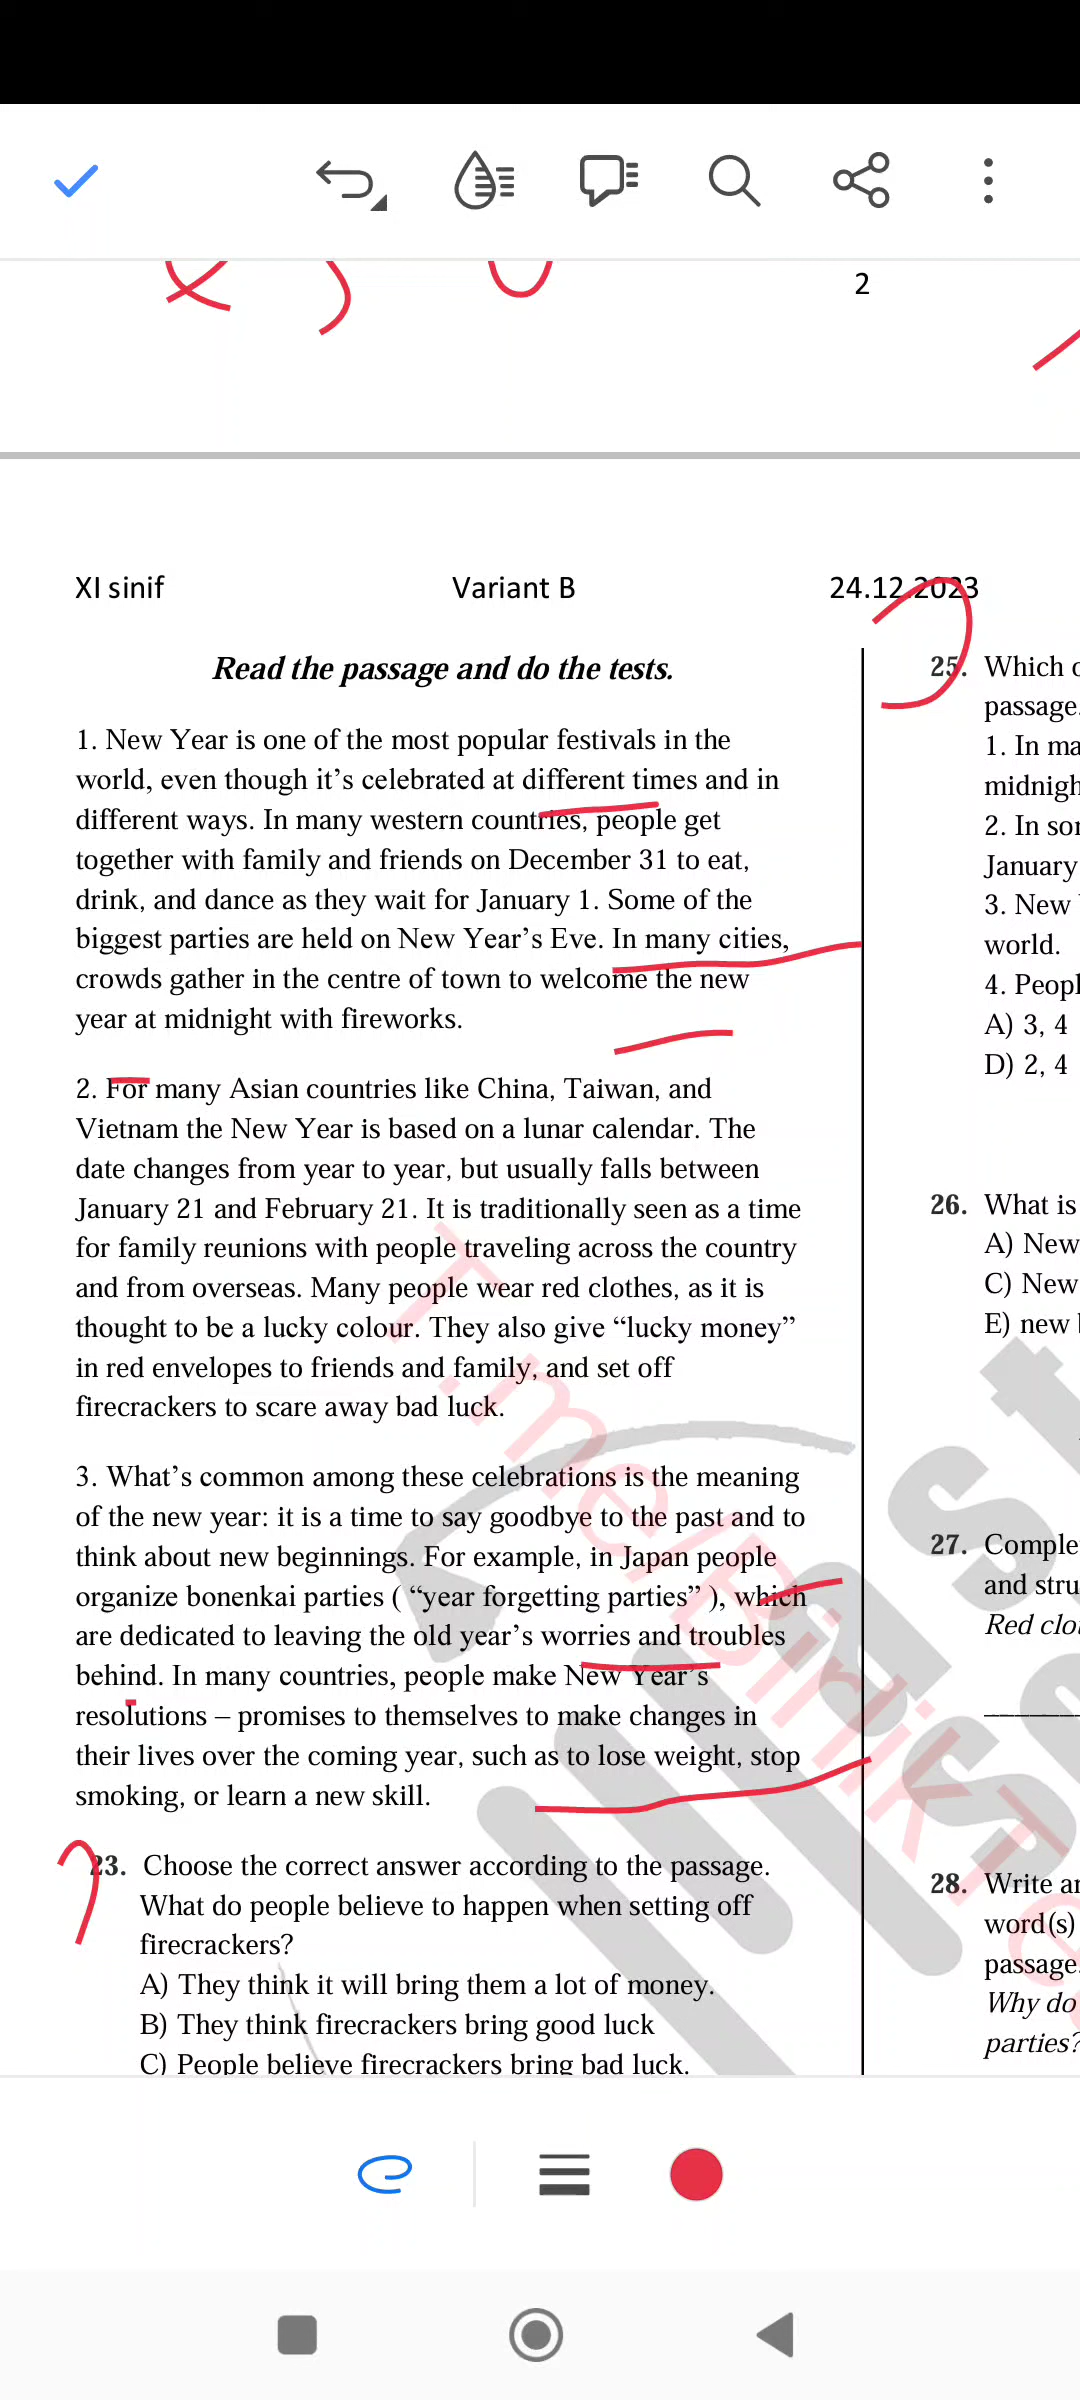 2
XI sinif Variant B 24.12.2023
Read the passage and do the tests.
1. New Year is one of the most popular festivals in the
world, even though it’s celebrated at different times and in
different ways. In many western countries, people get
together with family and friends on December 31 to eat,
drink, and dance as they wait for January 1. Some of the
biggest parties are held on New Year’s Eve. In many cities,
crowds gather in the centre of town to welcome the new
year at midnight with fireworks.
2. For many Asian countries like China, Taiwan, and
Vietnam the New Year is based on a lunar calendar. The
date changes from year to year, but usually falls between
January 21 and February 21. It is traditionally seen as a time
for family reunions with people traveling across the country
and from overseas. Many people wear red clothes, as it is
thought to be a lucky colour. They also give “lucky money”
in red envelopes to friends and family, and set off
firecrackers to scare away bad luck.
3. What’s common among these celebrations is the meaning
of the new year: it is a time to say goodbye to the past and to
think about new beginnings. For example, in Japan people
organize bonenkai parties ( “year forgetting parties” ), which
are dedicated to leaving the old year’s worries and troubles
behind. In many countries, people make New Year’s
resolutions – promises to themselves to make changes in
their lives over the coming year, such as to lose weight, stop
smoking, or learn a new skill.
23. Choose the correct answer according to the passage.
What do people believe to happen when setting off
firecrackers?
A) They think it will bring them a lot of money.
B) They think firecrackers bring good luck
C) People believe firecrackers bring bad luck.
25. Which
passage.
1. In
midnigh
2. In
January
3. New
world.
4. Peopl
A) 3, 4
D) 2, 4
26. What is
A) New
C) New
E) new
27. Comple
and stru
Red clo
28. Write
word(s)
passage.
Why do
parties?
T.me/BirlikTe